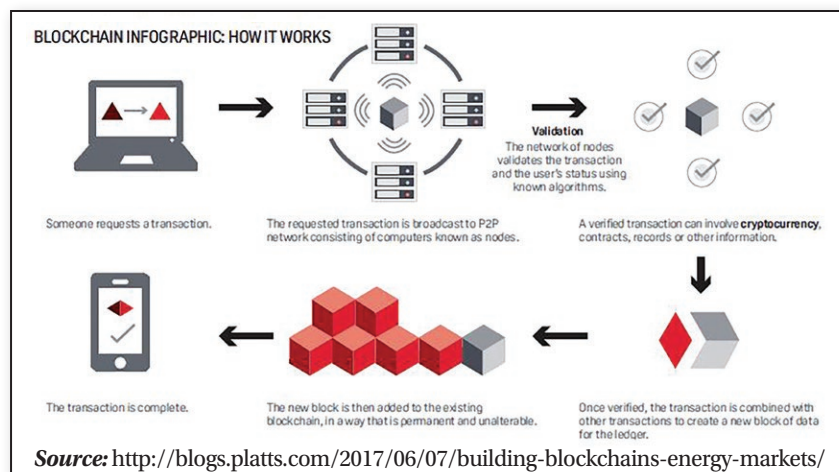 BLOCKCHAIN INFOGRAPHIC: HOW IT WORKS
Validation
The network of nodes
validates the transaction
and the user's status using
known algorithms.
Someone requests a transaction.
The requested transaction is broadcast to P2P
network consisting of computers known as nodes.
A verified transaction can involve cryptocurrency,
contracts, records or other information.
The transaction is complete.
The new block is then added to the existing
blockchain, in a way that is permanent and unalterable.
Once verified, the transaction is combined with
other transactions to create a new block of data
for the ledger.
Source: http://blogs.platts.com/2017/06/07/building-blockchains-energy-markets/